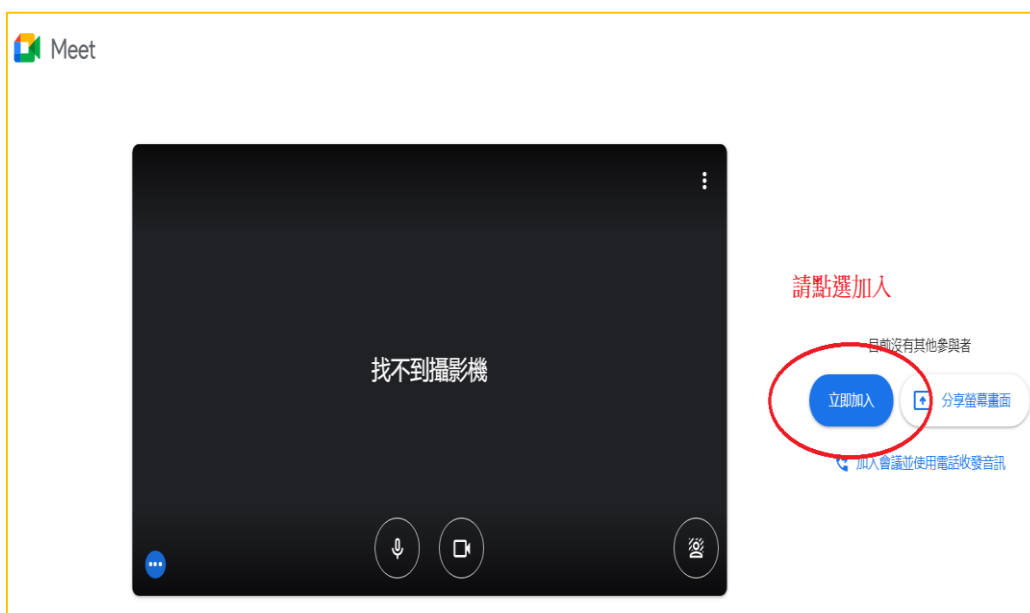 Meet
請點選加入
找不到攝影機
目前沒有其他參與者
立即加入
分享螢幕畫面
加入會議並使用電話收發音訊